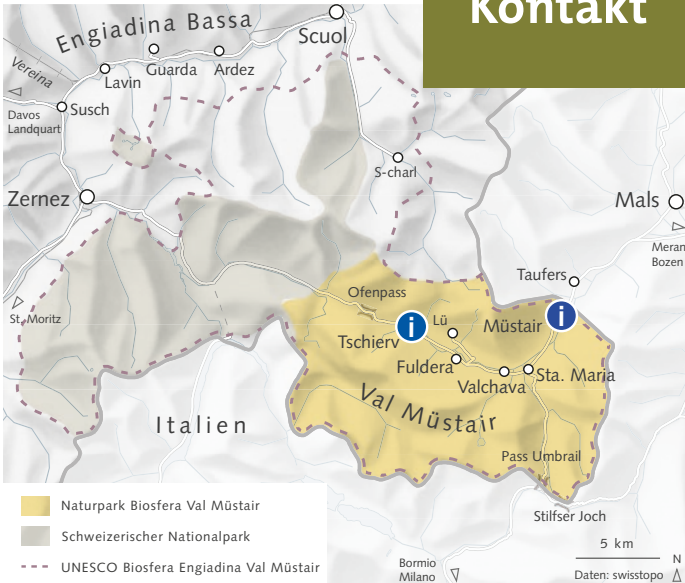 Kontakt
Engiadina Bassa
Scuol
Vereina
Lavin
Guarda
Ardez
Davos
Landquart
Susch
S-charl
Zernez
Mals
Meran
Bozen
Taufers
St. Moritz
Ofenpass
i
Lü
Müstair
i
Tschierv
Fuldera
Valchava
Sta. Maria
Val Müstair
Italien
Pass Umbrail
Stilfser Joch
Naturpark Biosfera Val Müstair
Schweizerischer Nationalpark
UNESCO Biosfera Engiadina Val Müstair
Bormio
Milano
5 km
N
Daten: swisstopo